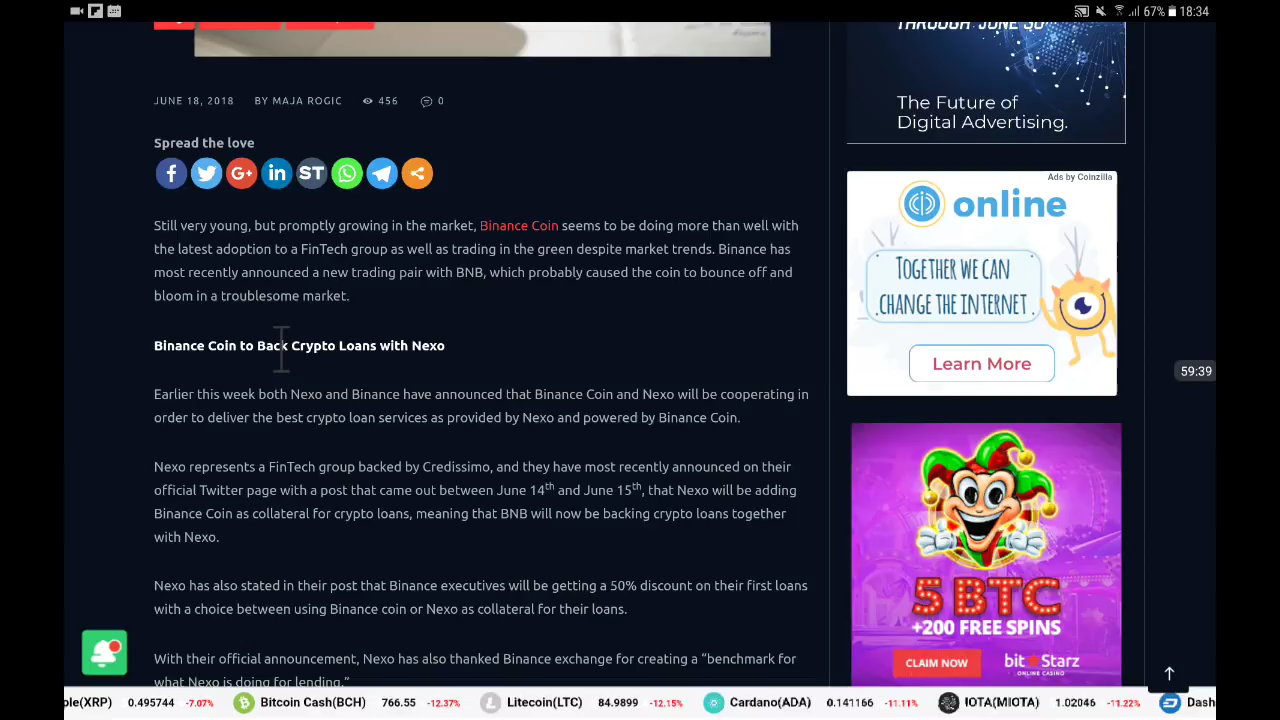 67% 18:34
THROUGH JUNE 30
The Future of
Digital Advertising.
JUNE 18, 2018 BY MAJA ROGIC 456 0
Spread the love
f G+ in ST
Still very young, but promptly growing in the market, Binance Coin seems to be doing more than well with
the latest adoption to a FinTech group as well as trading in the green despite market trends. Binance has
most recently announced a new trading pair with BNB, which probably caused the coin to bounce off and
bloom in a troublesome market.
Binance Coin to Back Crypto Loans with Nexo
Earlier this week both Nexo and Binance have announced that Binance Coin and Nexo will be cooperating in
order to deliver the best crypto loan services as provided by Nexo and powered by Binance Coin.
Nexo represents a FinTech group backed by Credissimo, and they have most recently announced on their
official Twitter page with a post that came out between June 14th and June 15th, that Nexo will be adding
Binance Coin as collateral for crypto loans, meaning that BNB will now be backing crypto loans together
with Nexo.
Nexo has also stated in their post that Binance executives will be getting a 50% discount on their first loans
with a choice between using Binance coin or Nexo as collateral for their loans.
With their official announcement, Nexo has also thanked Binance exchange for creating a “benchmark for
what Nexo is doing for lending.”
Ads by Coinzilla
online
TOGETHER WE CAN
CHANGE THE INTERNET.
Learn More
59:39
5 BTC
+200 FREE SPINS
CLAIM NOW bitStarz
ONLINE CASINO
ple(XRP) 0.495744 -7.07% Bitcoin Cash(BCH) 766.55 -12.37% Litecoin(LTC) 84.9899 -12.15% Cardano(ADA) 0.141166 -11.11% IOTA(MIOTA) 1.02046 -11.22% Dash